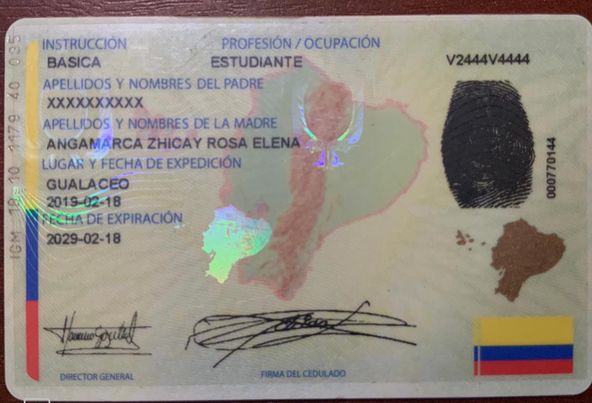 INSTRUCCIÓN PROFESIÓN / OCUPACIÓN
BASICA ESTUDIANTE V2444V4444
APELLIDOS Y NOMBRES DEL PADRE
XXXXXXXXXX
APELLIDOS Y NOMBRES DE LA MADRE
ANGAMARCA ZHICAY ROSA ELENA
LUGAR Y FECHA DE EXPEDICIÓN
GUALACEO
2019-02-18
FECHA DE EXPIRACIÓN
2029-02-18
DIRECTOR GENERAL FIRMA DEL CEDULADO
000770144
IGM 18 10 1179 40 035